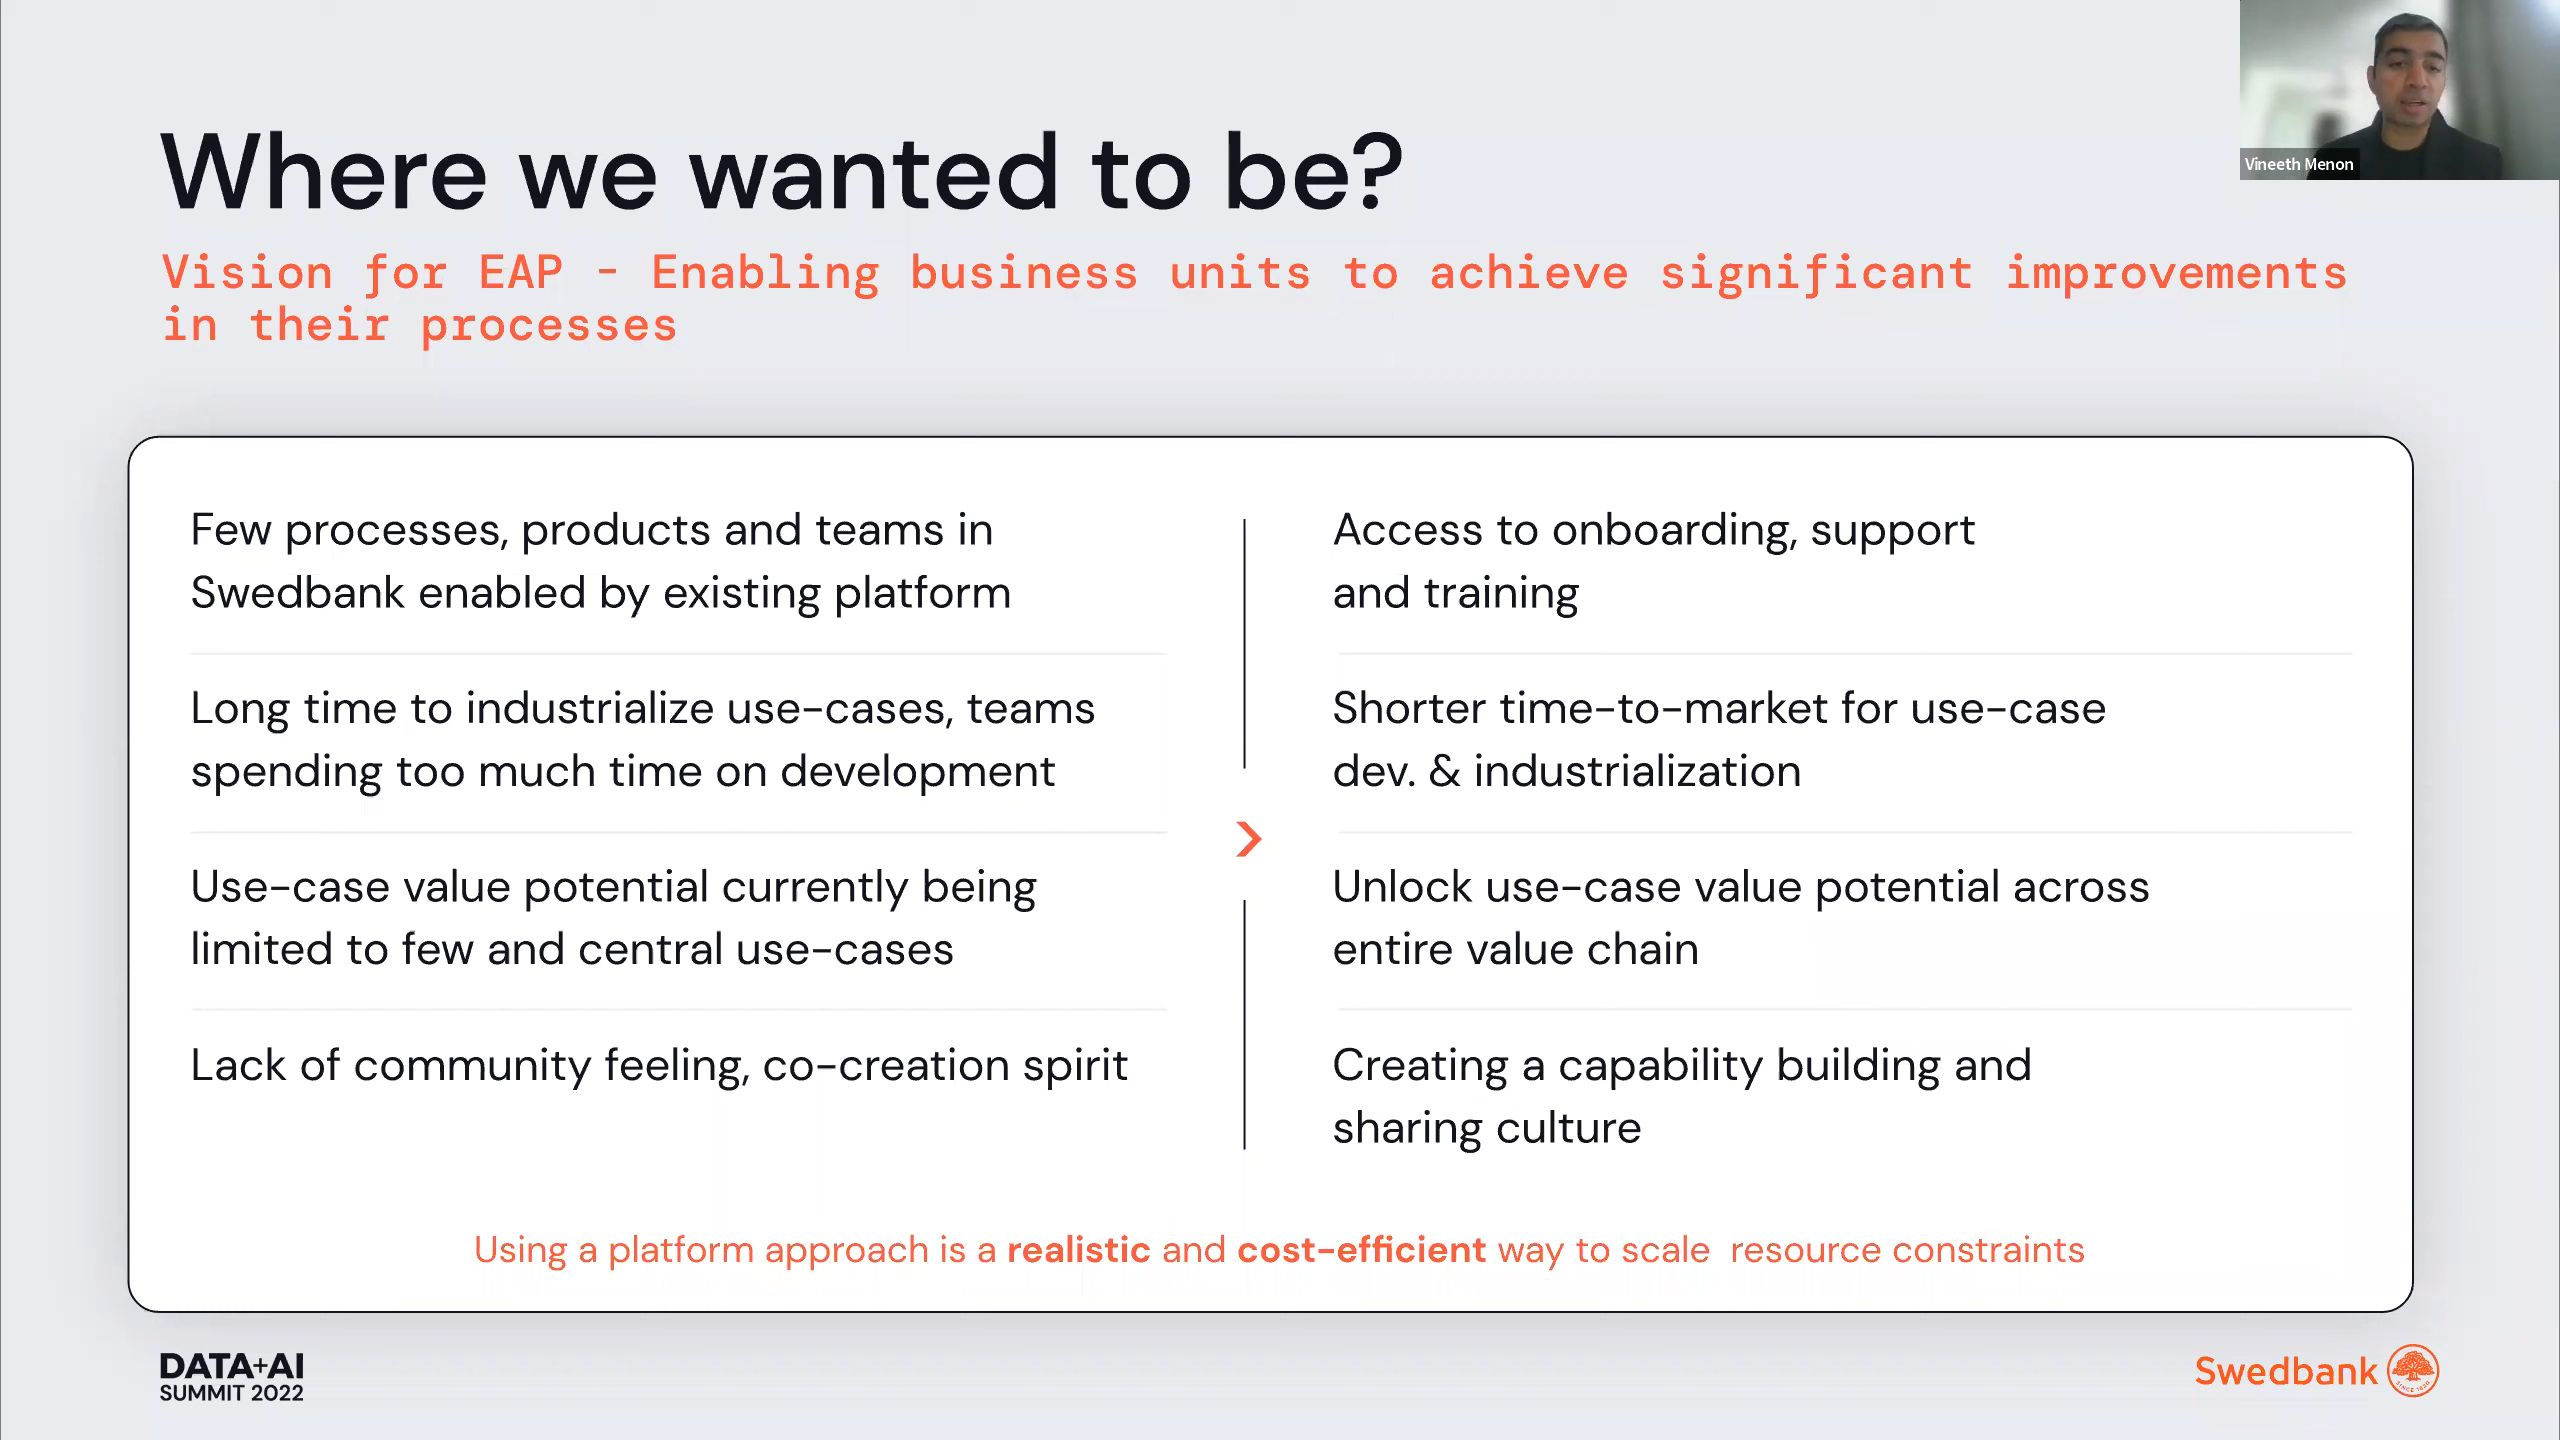 Vineeth Menon
Where we wanted to be?
Vision for EAP - Enabling business units to achieve significant improvements
in their processes
Few processes, products and teams in
Swedbank enabled by existing platform
Long time to industrialize use-cases, teams
spending too much time on development
Use-case value potential currently being
limited to few and central use-cases
Lack of community feeling, co-creation spirit
Access to onboarding, support
and training
Shorter time-to-market for use-case
dev. & industrialization
Unlock use-case value potential across
entire value chain
Creating a capability building and
sharing culture
Using a platform approach is a realistic and cost-efficient way to scale  resource constraints
DATA+AI
SUMMIT 2022
Swedbank
SINCE 1820